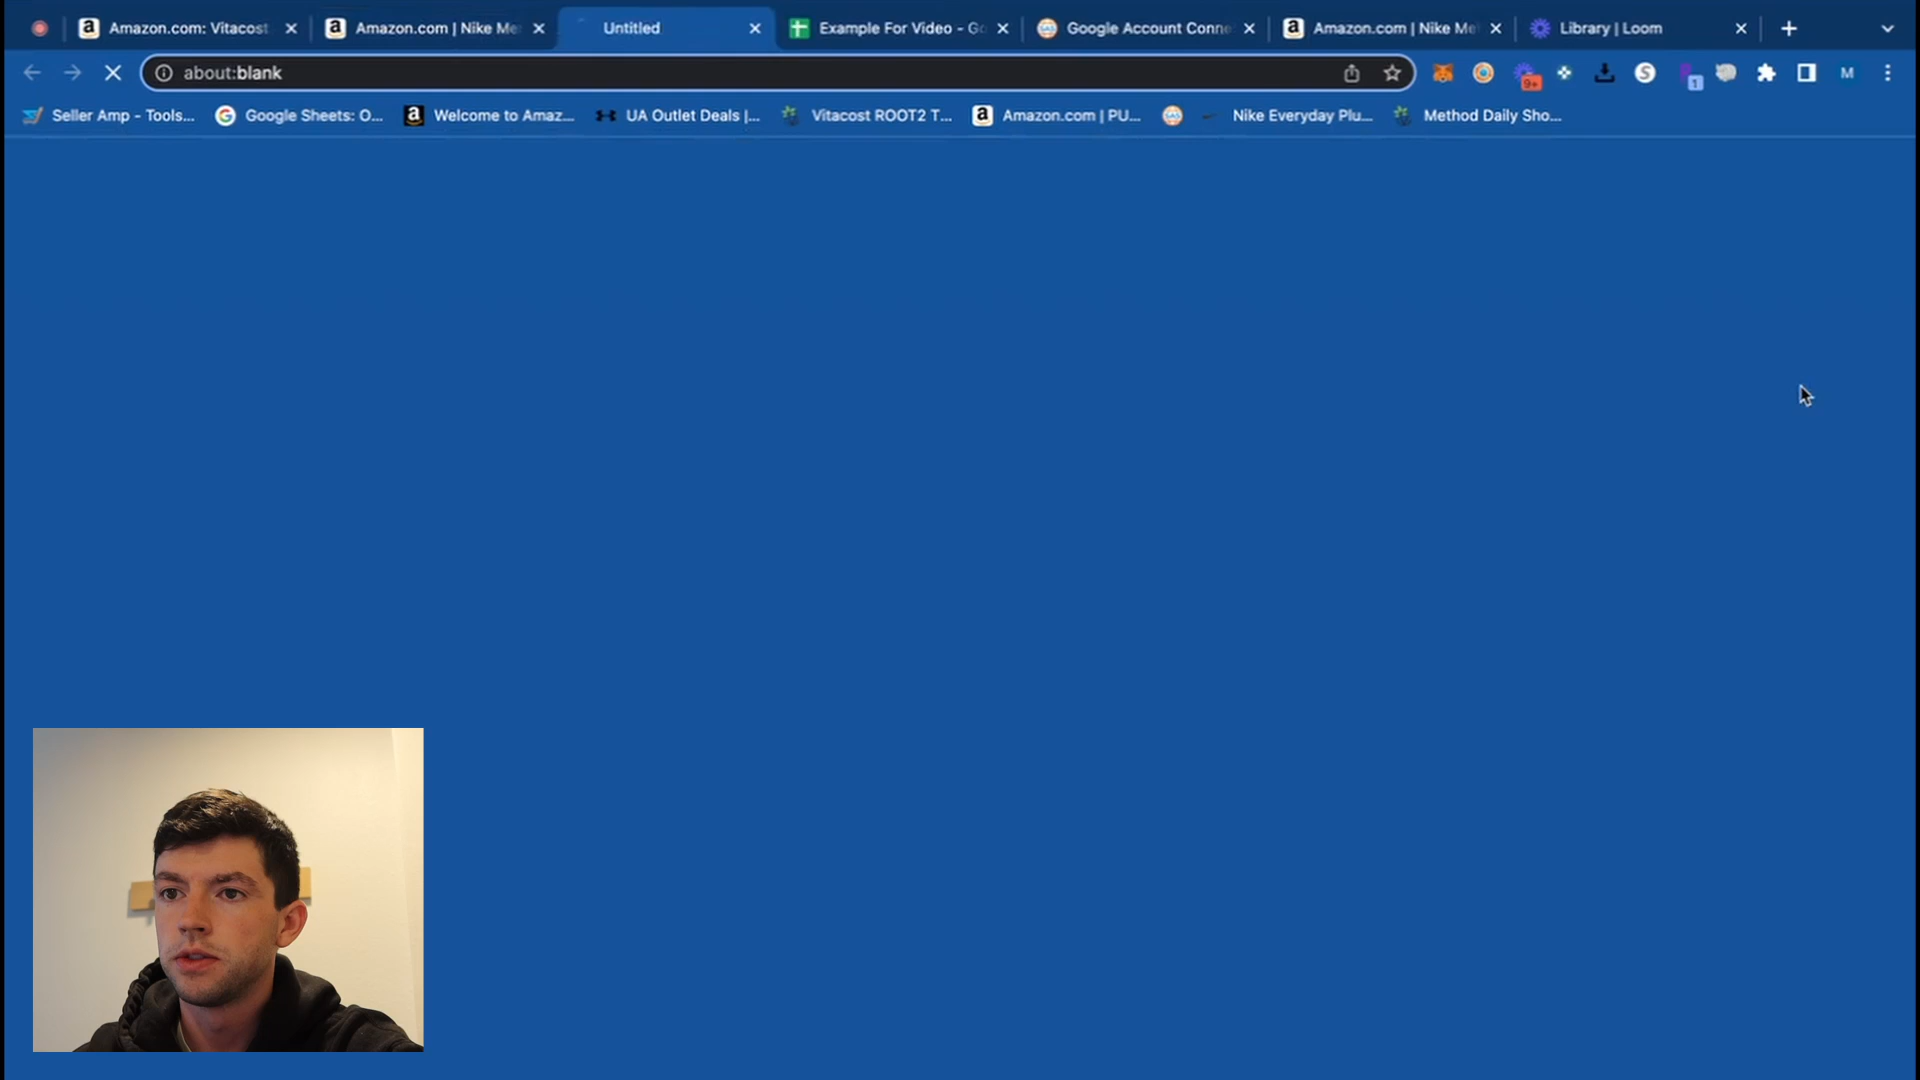 Amazon.com: Vitacost
Amazon.com | Nike Me
Untitled
Example For Video - Go
Google Account Conne
Amazon.com | Nike Me
Library | Loom
about:blank
9+
S
1
M
Seller Amp - Tools...
Google Sheets: O...
Welcome to Amaz...
UA Outlet Deals |...
Vitacost ROOT2 T...
Amazon.com | PU...
Nike Everyday Plu...
Method Daily Sho...